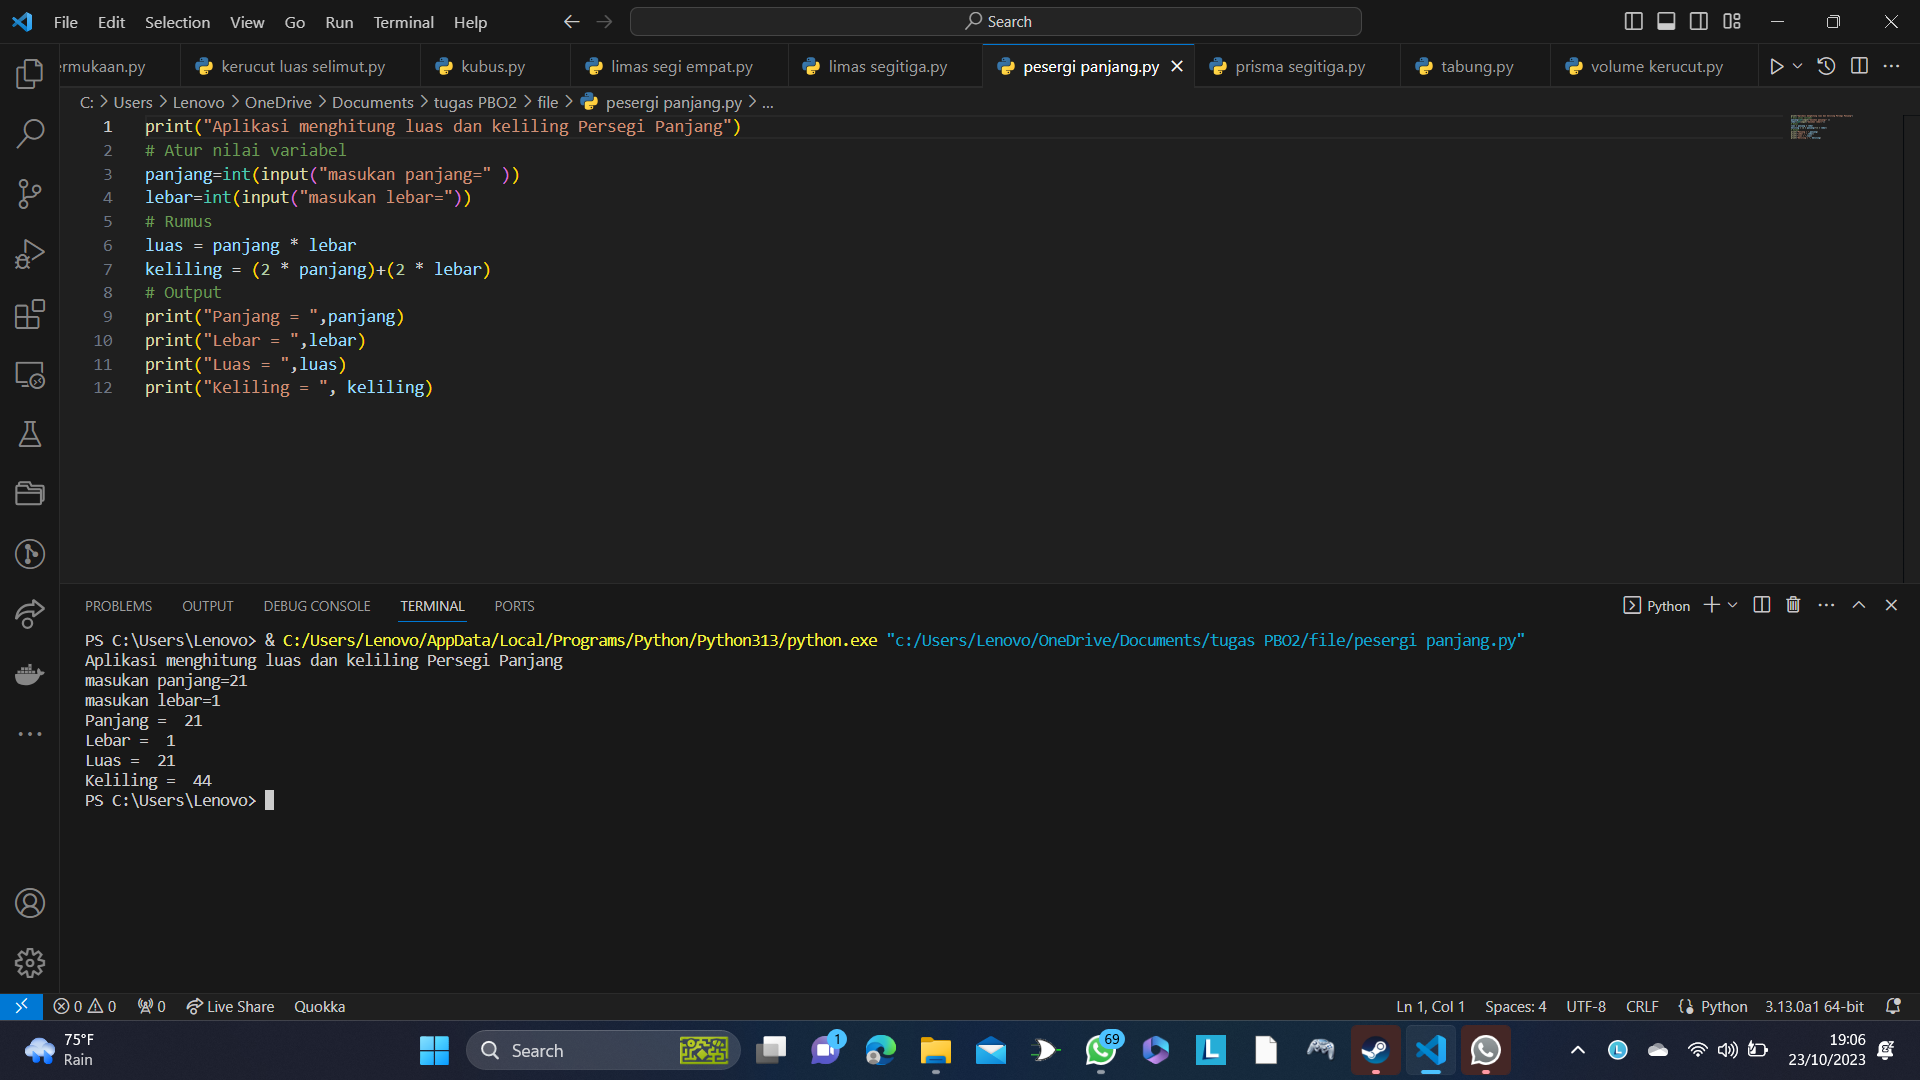 File Edit Selection View Go Run Terminal Help
Search
ermukaan.py kerucut luas selimut.py kubus.py limas segi empat.py limas segitiga.py pesergi panjang.py prisma segitiga.py tabung.py volume kerucut.py
C: > Users > Lenovo > OneDrive > Documents > tugas PBO2 > file > pesergi panjang.py > ...
1 print("Aplikasi menghitung luas dan keliling Persegi Panjang")
2 # Atur nilai variabel
3 panjang=int(input("masukan panjang=" ))
4 lebar=int(input("masukan lebar="))
5 # Rumus
6 luas = panjang * lebar
7 keliling = (2 * panjang)+(2 * lebar)
8 # Output
9 print("Panjang = ",panjang)
10 print("Lebar = ",lebar)
11 print("Luas = ",luas)
12 print("Keliling = ", keliling)
PROBLEMS OUTPUT DEBUG CONSOLE TERMINAL PORTS
Python
PS C:\Users\Lenovo> & C:/Users/Lenovo/AppData/Local/Programs/Python/Python313/python.exe "c:/Users/Lenovo/OneDrive/Documents/tugas PBO2/file/pesergi panjang.py"
Aplikasi menghitung luas dan keliling Persegi Panjang
masukan panjang=21
masukan lebar=1
Panjang =  21
Lebar =  1
Luas =  21
Keliling =  44
PS C:\Users\Lenovo>
0 0 0 Live Share Quokka
Ln 1, Col 1 Spaces: 4 UTF-8 CRLF Python 3.13.0a1 64-bit
75°F
Rain
Search
1
69
L
L
19:06
23/10/2023